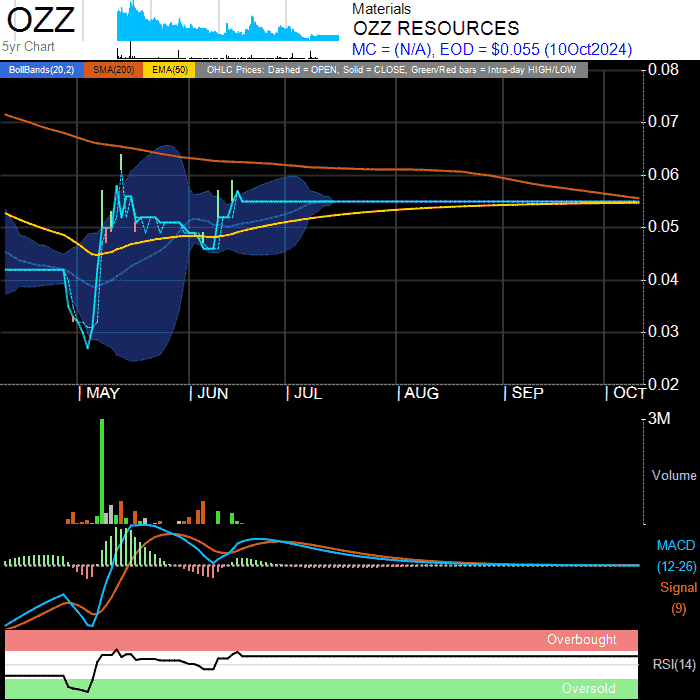 OZZ
5yr Chart
Materials
OZZ RESOURCES
MC = (N/A), EOD = $0.055 (10Oct2024)
BollBands(20,2) SMA(200) EMA(50) OHLC Prices: Dashed = OPEN, Solid = CLOSE, Green/Red bars = Intra-day HIGH/LOW
0.08
0.07
0.06
0.05
0.04
0.03
0.02
| MAY | JUN | JUL | AUG | SEP | OCT
3M
Volume
MACD
(12-26)
Signal
(9)
Overbought
RSI(14)
Oversold